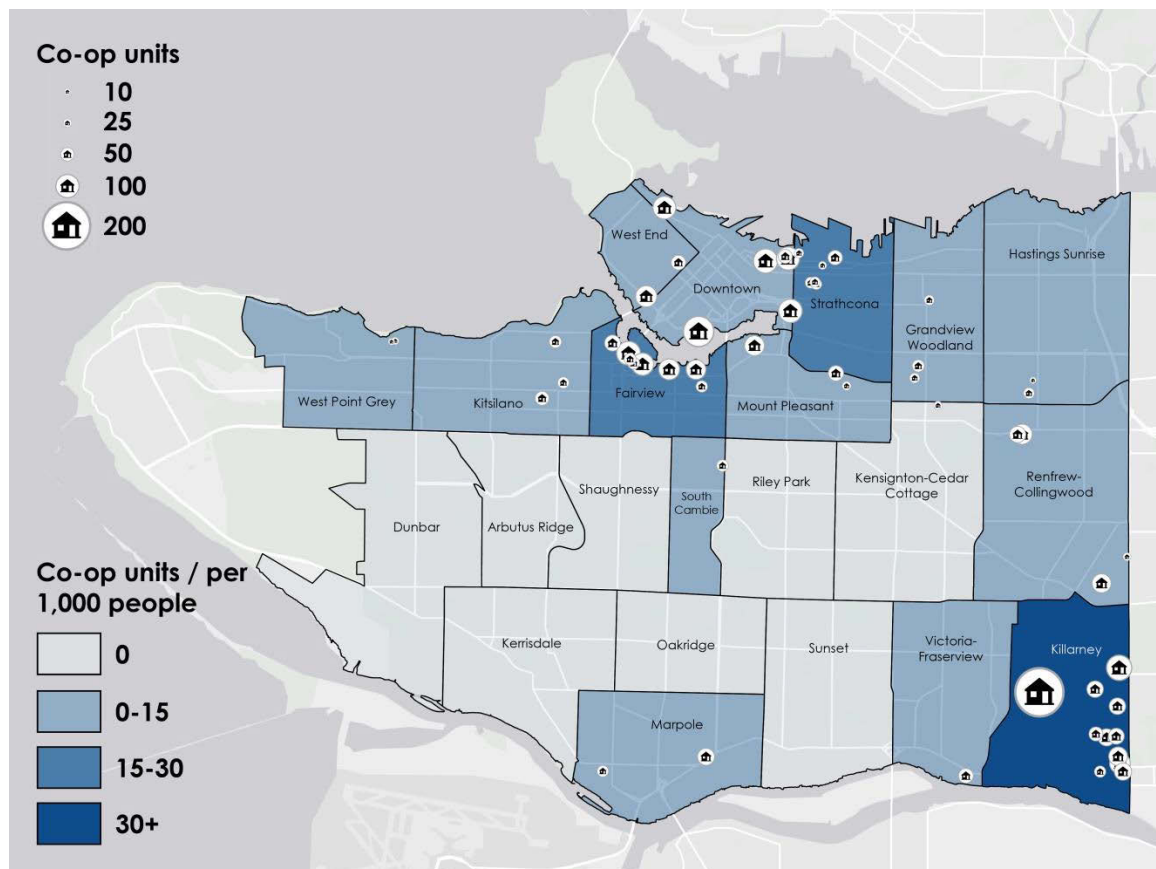 Co-op units
10
25
50
100
200
West End
Downtown
Strathcona
Hastings Sunrise
Grandview
Woodland
West Point Grey
Kitsilano
Fairview
Mount Pleasant
Renfrew-
Collingwood
Dunbar
Arbutus Ridge
Shaughnessy
South
Cambie
Riley Park
Kensignton-Cedar
Cottage
Kerrisdale
Oakridge
Sunset
Victoria-
Fraserview
Killarney
Marpole
Co-op units / per
1,000 people
0
0-15
15-30
30+